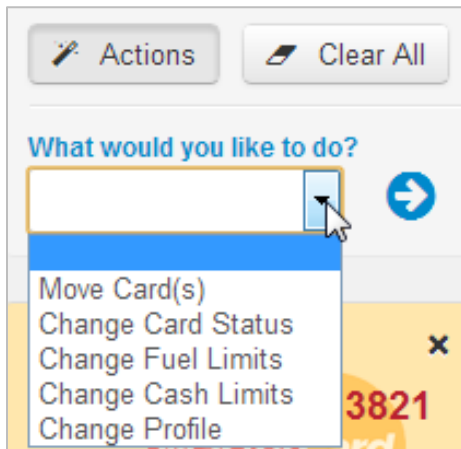 Actions
Clear All
What would you like to do?
Move Card(s)
Change Card Status
Change Fuel Limits
Change Cash Limits
3821
Change Profile